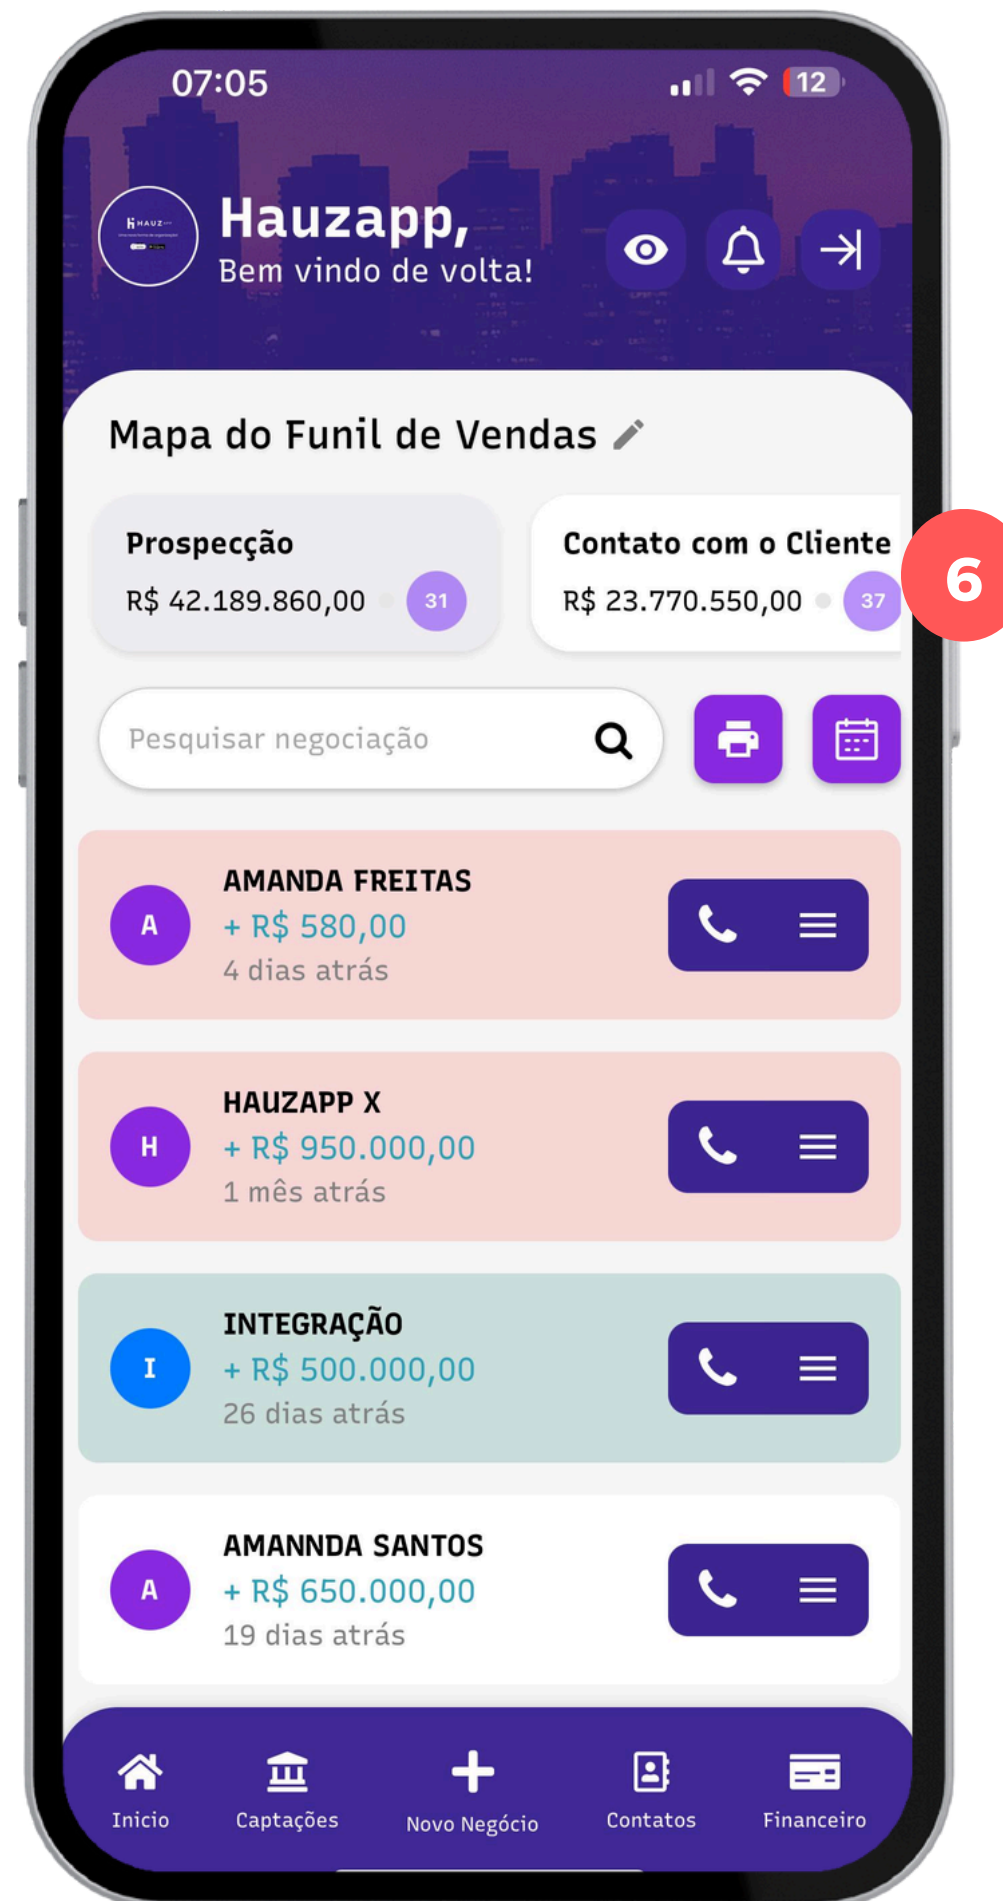 07:05
12
HAUZ
Hauzapp,
Bem vindo de volta!
Mapa do Funil de Vendas
Prospecção
R$ 42.189.860,00
31
Contato com o Cliente
R$ 23.770.550,00
37
6
Pesquisar negociação
A
AMANDA FREITAS
+ R$ 580,00
4 dias atrás
H
HAUZAPP X
+ R$ 950.000,00
1 mês atrás
I
INTEGRAÇÃO
+ R$ 500.000,00
26 dias atrás
A
AMANNDA SANTOS
+ R$ 650.000,00
19 dias atrás
Inicio
Captações
Novo Negócio
Contatos
Financeiro